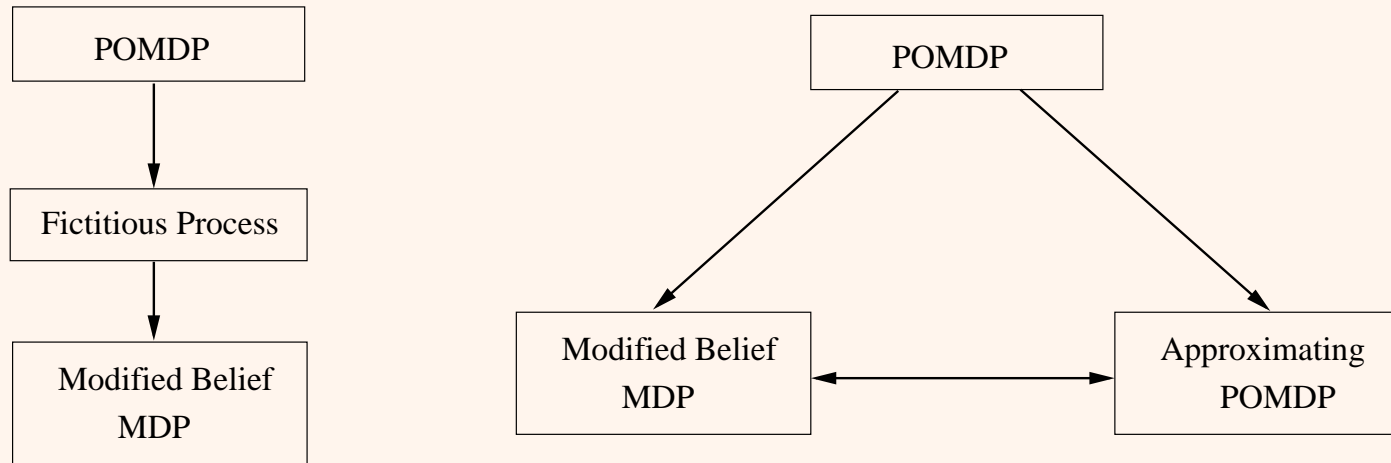 POMDP
Fictitious Process
Modified Belief
MDP
POMDP
Modified Belief
MDP
Approximating
POMDP